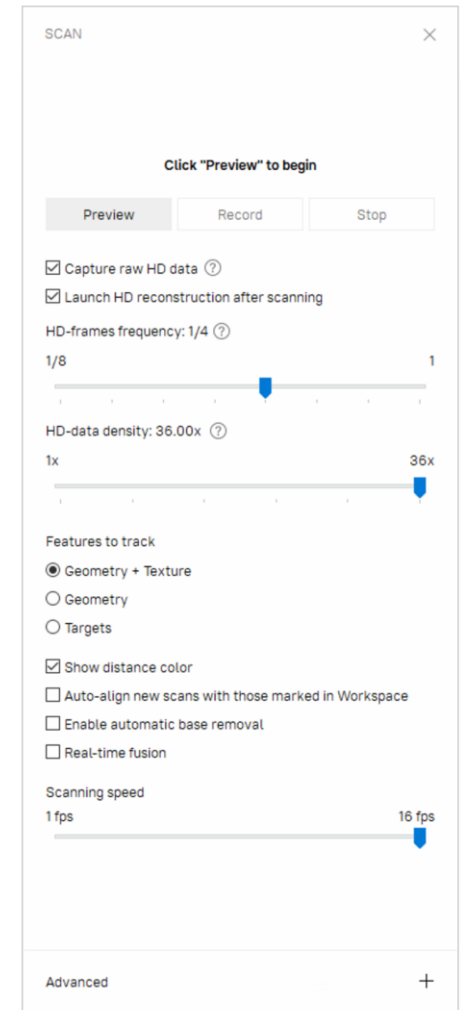 SCAN
Click "Preview" to begin
Preview Record Stop
Capture raw HD data ?
Launch HD reconstruction after scanning
HD-frames frequency: 1/4 ?
1/8 1
HD-data density: 36.00x ?
1x 36x
Features to track
Geometry + Texture
Geometry
Targets
Show distance color
Auto-align new scans with those marked in Workspace
Enable automatic base removal
Real-time fusion
Scanning speed
1 fps 16 fps
Advanced +